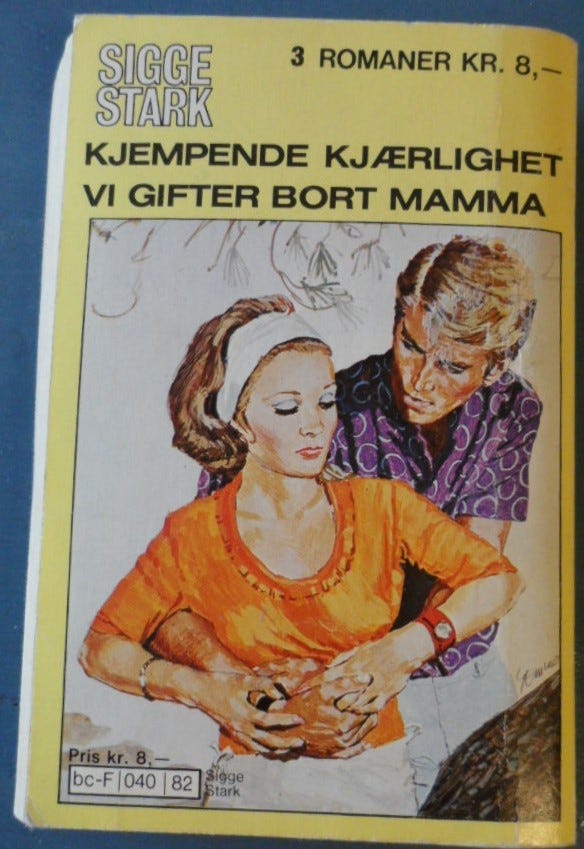 SIGGE
STARK
3 ROMANER KR. 8,—
KJEMPENDE KJÆRLIGHET
VI GIFTER BORT MAMMA
Pris kr. 8,—
bc-F 040 82
Sigge
Stark